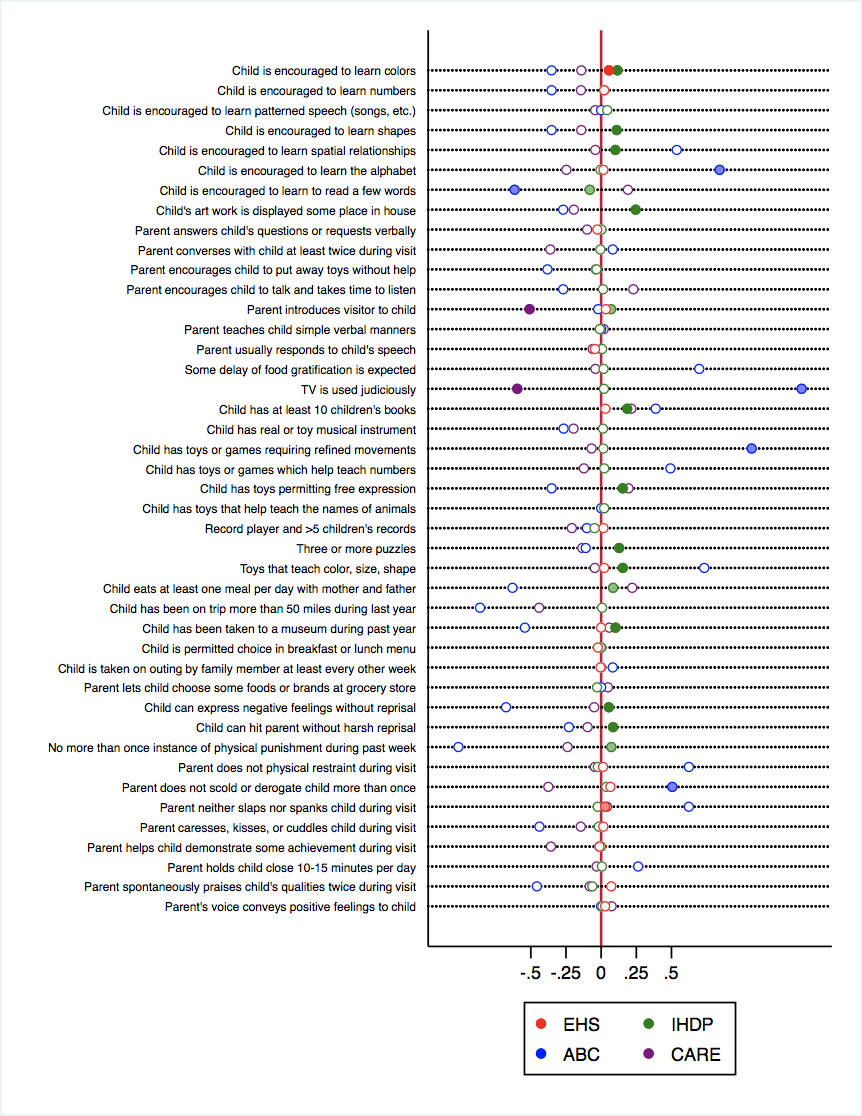 Child is encouraged to learn colors
Child is encouraged to learn numbers
Child is encouraged to learn patterned speech (songs, etc.)
Child is encouraged to learn shapes
Child is encouraged to learn spatial relationships
Child is encouraged to learn the alphabet
Child is encouraged to learn to read a few words
Child's art work is displayed some place in house
Parent answers child's questions or requests verbally
Parent converses with child at least twice during visit
Parent encourages child to put away toys without help
Parent encourages child to talk and takes time to listen
Parent introduces visitor to child
Parent teaches child simple verbal manners
Parent usually responds to child's speech
Some delay of food gratification is expected
TV is used judiciously
Child has at least 10 children's books
Child has real or toy musical instrument
Child has toys or games requiring refined movements
Child has toys or games which help teach numbers
Child has toys permitting free expression
Child has toys that help teach the names of animals
Record player and >5 children's records
Three or more puzzles
Toys that teach color, size, shape
Child eats at least one meal per day with mother and father
Child has been on trip more than 50 miles during last year
Child has been taken to a museum during past year
Child is permitted choice in breakfast or lunch menu
Child is taken on outing by family member at least every other week
Parent lets child choose some foods or brands at grocery store
Child can express negative feelings without reprisal
Child can hit parent without harsh reprisal
No more than once instance of physical punishment during past week
Parent does not physical restraint during visit
Parent does not scold or derogate child more than once
Parent neither slaps nor spanks child during visit
Parent caresses, kisses, or cuddles child during visit
Parent helps child demonstrate some achievement during visit
Parent holds child close 10-15 minutes per day
Parent spontaneously praises child's qualities twice during visit
Parent's voice conveys positive feelings to child
-.5 -.25 0 .25 .5
EHS IHDP
ABC CARE